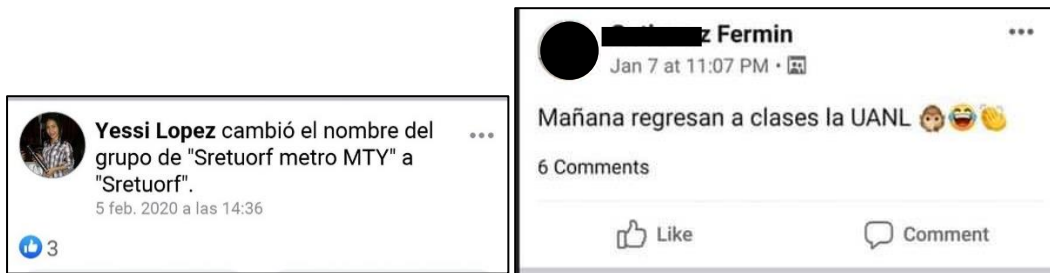 Yessi Lopez cambió el nombre del
grupo de "Sretuorf metro MTY" a
"Sretuorf".
5 feb. 2020 a las 14:36
3
z Fermin
Jan 7 at 11:07 PM •
Mañana regresan a clases la UANL 🙊😂👏
6 Comments
Like
Comment